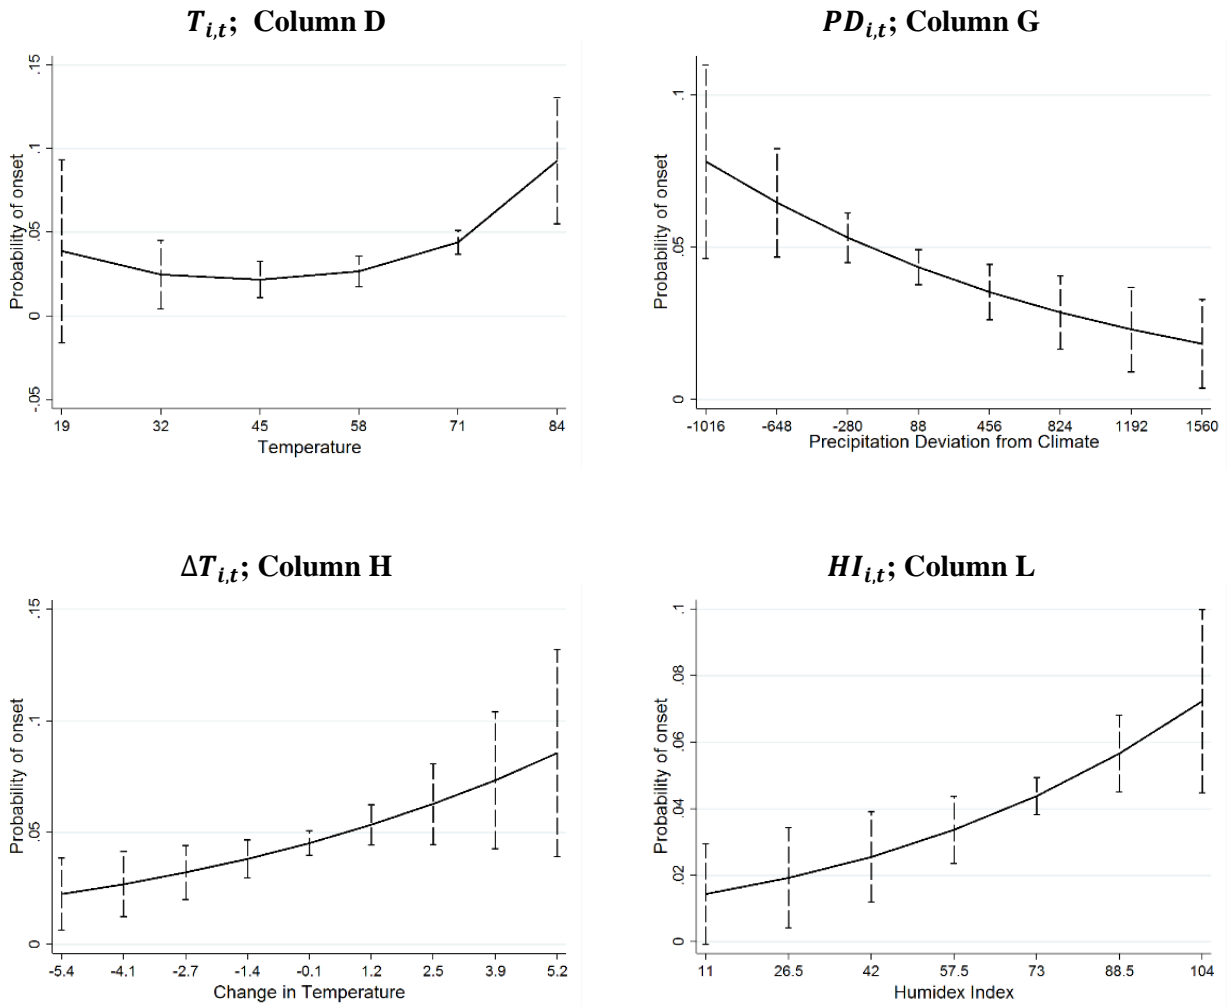 T_{i,t}; Column D
.15
.1
.05
0
-.05
Probability of onset
19 32 45 58 71 84
Temperature
PD_{i,t}; Column G
.1
.05
0
Probability of onset
-1016 -648 -280 88 456 824 1192 1560
Precipitation Deviation from Climate
ΔT_{i,t}; Column H
.15
.1
.05
0
Probability of onset
-5.4 -4.1 -2.7 -1.4 -0.1 1.2 2.5 3.9 5.2
Change in Temperature
HI_{i,t}; Column L
.1
.08
.06
.04
.02
0
Probability of onset
11 26.5 42 57.5 73 88.5 104
Humidex Index